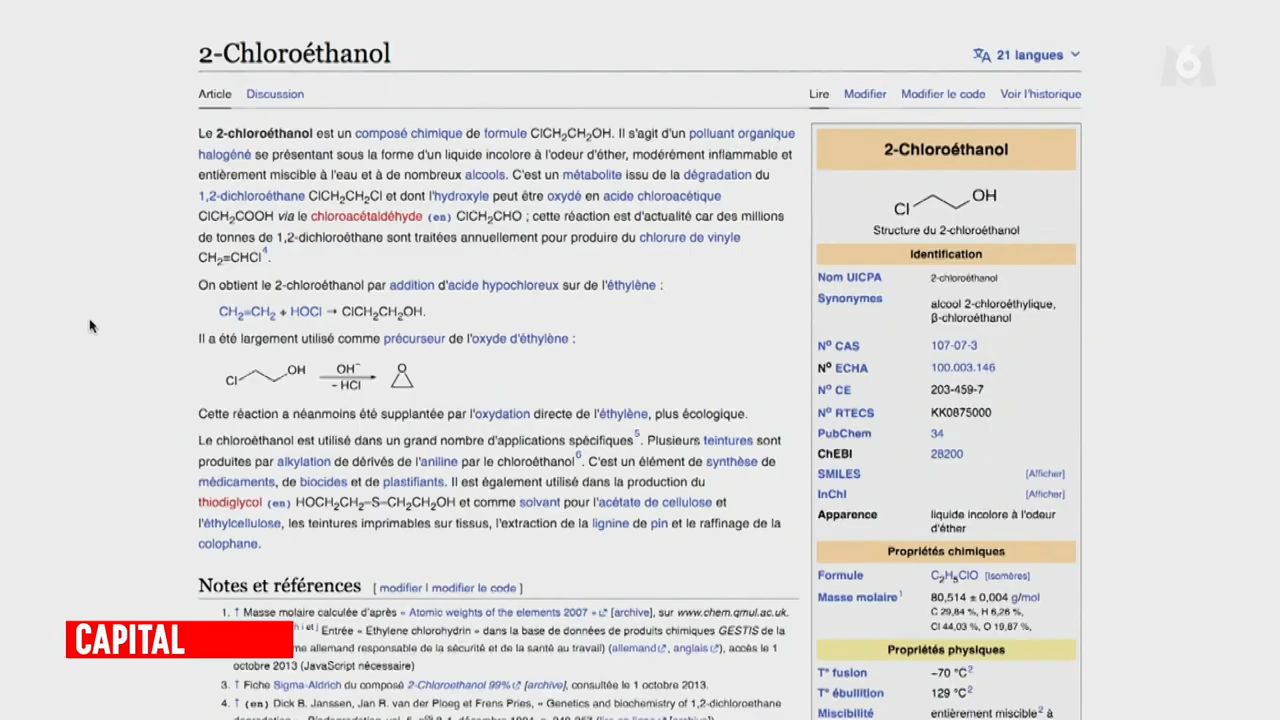 2-Chloroéthanol
21 langues
6
Article Discussion
Lire Modifier Modifier le code Voir l'historique
Le 2-chloroéthanol est un composé chimique de formule ClCH₂CH₂OH. Il s'agit d'un polluant organique
halogéné se présentant sous la forme d'un liquide incolore à l'odeur d'éther, modérément inflammable et
entièrement miscible à l'eau et à de nombreux alcools. C'est un métabolite issu de la dégradation du
1,2-dichloroéthane ClCH₂CH₂Cl et dont l'hydroxyle peut être oxydé en acide chloroacétique
ClCH₂COOH via le chloroacétaldéhyde (en) ClCH₂CHO ; cette réaction est d'actualité car des millions
de tonnes de 1,2-dichloroéthane sont traitées annuellement pour produire du chlorure de vinyle
CH₂=CHCl⁴.
On obtient le 2-chloroéthanol par addition d'acide hypochloreux sur de l'éthylène :
CH₂=CH₂ + HOCl → ClCH₂CH₂OH.
Il a été largement utilisé comme précurseur de l'oxyde d'éthylène :
Cl OH OH⁻ O
– HCl
Cette réaction a néanmoins été supplantée par l'oxydation directe de l'éthylène, plus écologique.
Le chloroéthanol est utilisé dans un grand nombre d'applications spécifiques⁵. Plusieurs teintures sont
produites par alkylation de dérivés de l'aniline par le chloroéthanol⁶. C'est un élément de synthèse de
médicaments, de biocides et de plastifiants. Il est également utilisé dans la production du
thiodiglycol (en) HOCH₂CH₂–S–CH₂CH₂OH et comme solvant pour l'acétate de cellulose et
l'éthylcellulose, les teintures imprimables sur tissus, l'extraction de la lignine de pin et le raffinage de la
colophane.
Notes et références [ modifier | modifier le code ]
1. ↑ Masse molaire calculée d'après « Atomic weights of the elements 2007 » [archive], sur www.chem.qmul.ac.uk.
h i et j Entrée « Ethylene chlorohydrin » dans la base de données de produits chimiques GESTIS de la
me allemand responsable de la sécurité et de la santé au travail) (allemand, anglais), accès le 1
octobre 2013 (JavaScript nécessaire)
3. ↑ Fiche Sigma-Aldrich du composé 2-Chloroethanol 99% [archive], consultée le 1 octobre 2013.
4. ↑ (en) Dick B. Janssen, Jan R. van der Ploeg et Frens Pries, « Genetics and biochemistry of 1,2-dichloroethane
2-Chloroéthanol
Cl OH
Structure du 2-chloroéthanol
Identification
Nom UICPA 2-chloroéthanol
Synonymes alcool 2-chloroéthylique,
β-chloroéthanol
Nº CAS 107-07-3
Nº ECHA 100.003.146
Nº CE 203-459-7
Nº RTECS KK0875000
PubChem 34
ChEBI 28200
SMILES [Afficher]
InChI [Afficher]
Apparence liquide incolore à l'odeur
d'éther
Propriétés chimiques
Formule C₂H₅ClO [Isomères]
Masse molaire¹ 80,514 ± 0,004 g/mol
C 29,84 %, H 6,26 %,
Cl 44,03 %, O 19,87 %,
Propriétés physiques
T° fusion −70 °C²
T° ébullition 129 °C²
Miscibilité entièrement miscible² à
CAPITAL